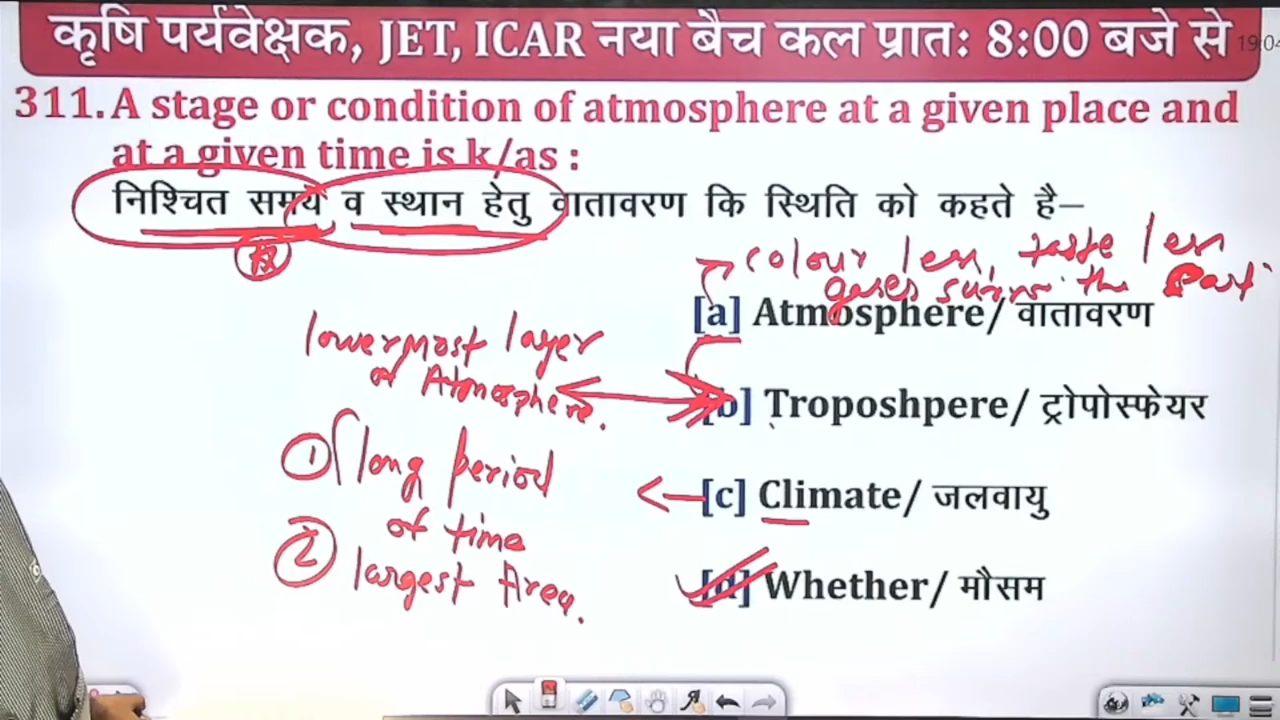 कृषि पर्यवेक्षक, JET, ICAR नया बैच कल प्रातः 8:00 बजे से
19:04
311. A stage or condition of atmosphere at a given place and
at a given time is k/as :
निश्चित समय व स्थान हेतु वातावरण कि स्थिति को कहते है–
colour less, taste less
gases the
[a] Atmosphere/ वातावरण
lowermost layer
of Atmosphere.
[b] Troposhpere/ ट्रोपोस्फेयर
① long period
of time
[c] Climate/ जलवायु
② largest Area.
[d] Whether/ मौसम